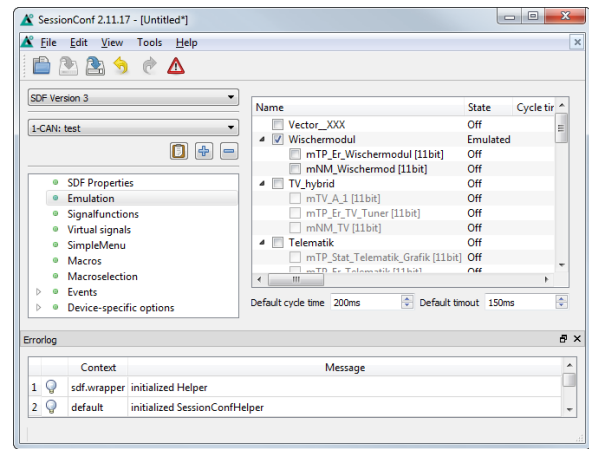 SessionConf 2.11.17 - [Untitled*]
File Edit View Tools Help
SDF Version 3
1-CAN: test
SDF Properties
Emulation
Signalfunctions
Virtual signals
SimpleMenu
Macros
Macroselection
Events
Device-specific options
Name State Cycle tir
Vector__XXX Off
Wischermodul Emulated
mTP_Er_Wischermodul [11bit] Off
mNM_Wischermod [11bit] Off
TV_hybrid Off
mTV_A_1 [11bit] Off
mTP_Er_TV_Tuner [11bit] Off
mNM_TV [11bit] Off
Telematik Off
mTP_Stat_Telematik_Grafik [11bit] Off
mTP_Er_Telematik [11bit] Off
Default cycle time 200ms Default timout 150ms
Errorlog
Context Message
1 sdf.wrapper initialized Helper
2 default initialized SessionConfHelper